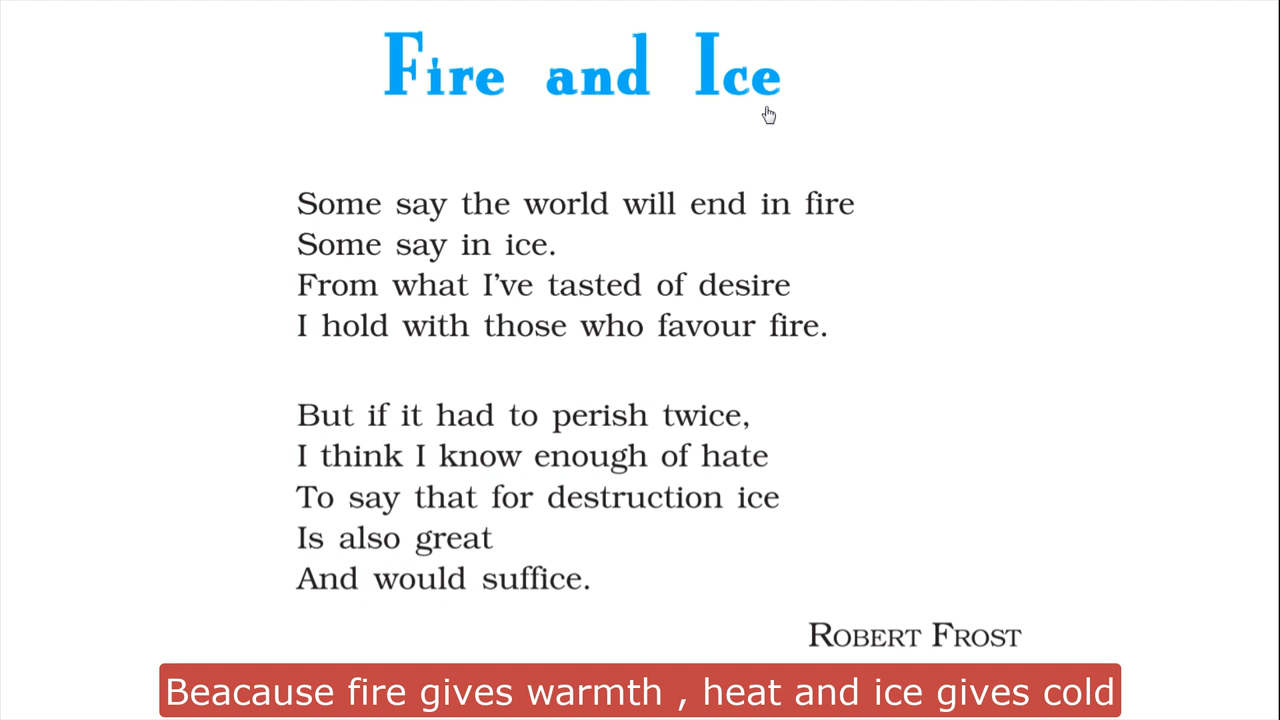 Fire and Ice
Some say the world will end in fire
Some say in ice.
From what I've tasted of desire
I hold with those who favour fire.
But if it had to perish twice,
I think I know enough of hate
To say that for destruction ice
Is also great
And would suffice.
ROBERT FROST
Beacause fire gives warmth , heat and ice gives cold